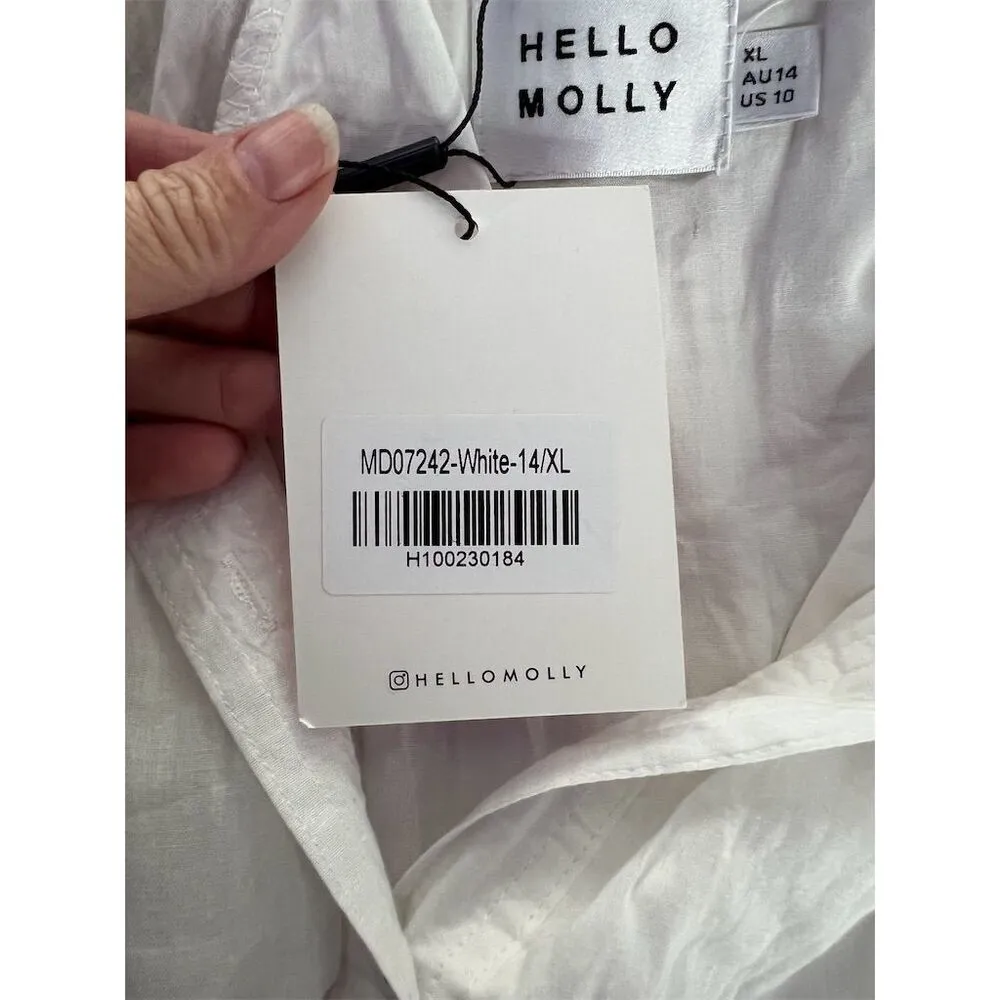 HELLO
MOLLY
XL
AU14
US 10
MD07242-White-14/XL
H100230184
HELLOMOLLY